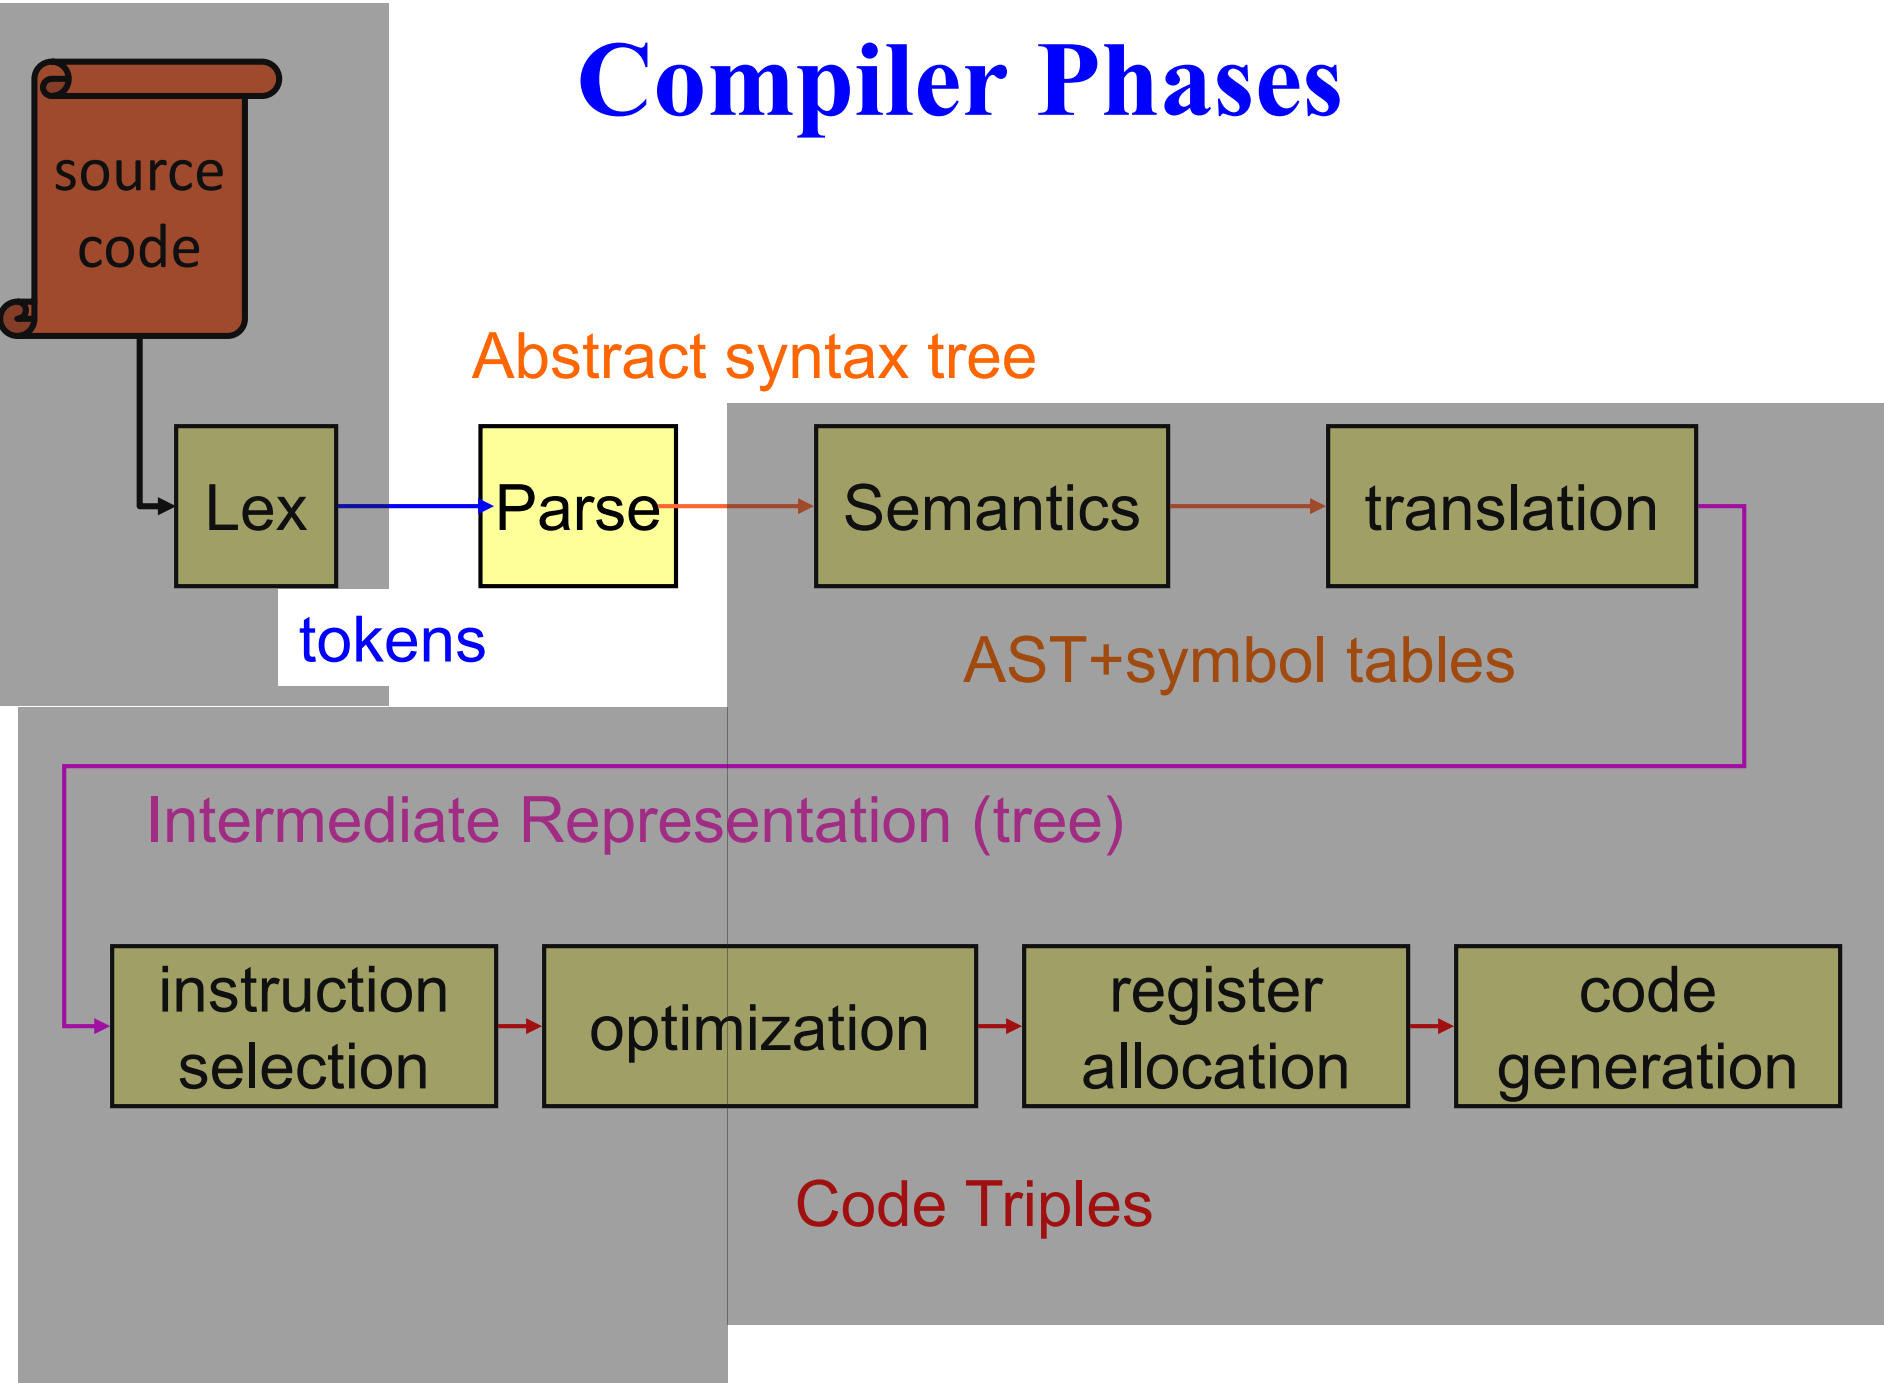 Compiler Phases
source
code
Abstract syntax tree
Lex
Parse
Semantics
translation
tokens
AST+symbol tables
Intermediate Representation (tree)
instruction
selection
optimization
register
allocation
code
generation
Code Triples